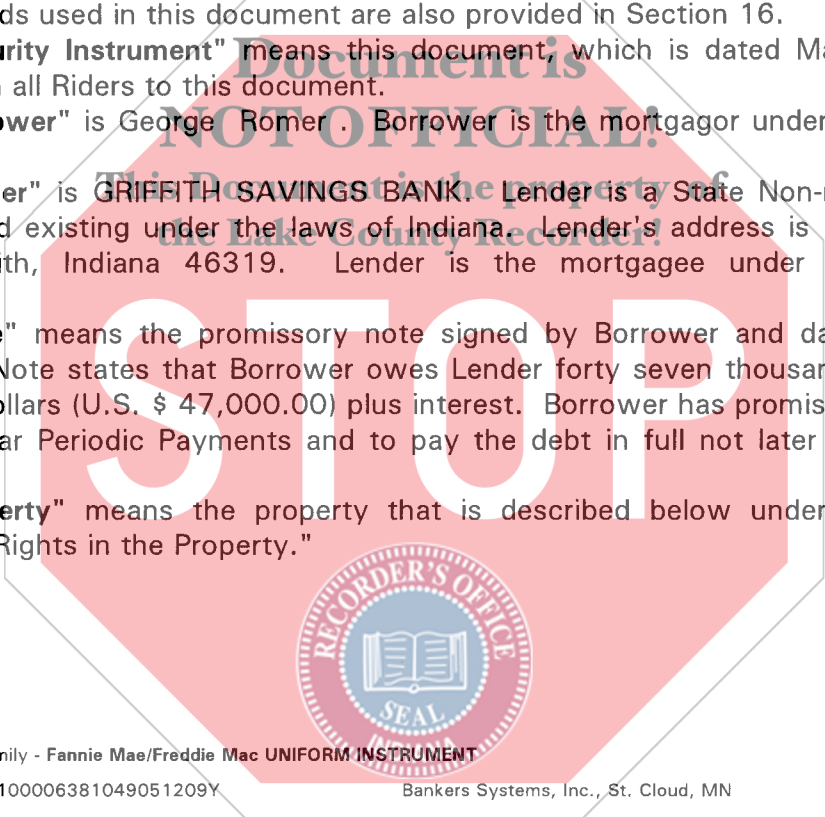 ds used in this document are also provided in Section 16.
urity Instrument" means this document, which is dated Ma
all Riders to this document.
ower" is George Romer . Borrower is the mortgagor under
er" is GRIFFITH SAVINGS BANK. Lender is a State Non-
d existing under the laws of Indiana. Lender's address is
ith, Indiana 46319. Lender is the mortgagee under
e" means the promissory note signed by Borrower and da
Note states that Borrower owes Lender forty seven thousan
ollars (U.S. $ 47,000.00) plus interest. Borrower has promis
ar Periodic Payments and to pay the debt in full not later
erty" means the property that is described below under
Rights in the Property."
Document is
NOT OFFICIAL!
This Document is the property of
the Lake County Recorder!
STOP
RECORDER'S OFFICE
SEAL
INDIANA
mily - Fannie Mae/Freddie Mac UNIFORM INSTRUMENT
100006381049051209Y Bankers Systems, Inc., St. Cloud, MN